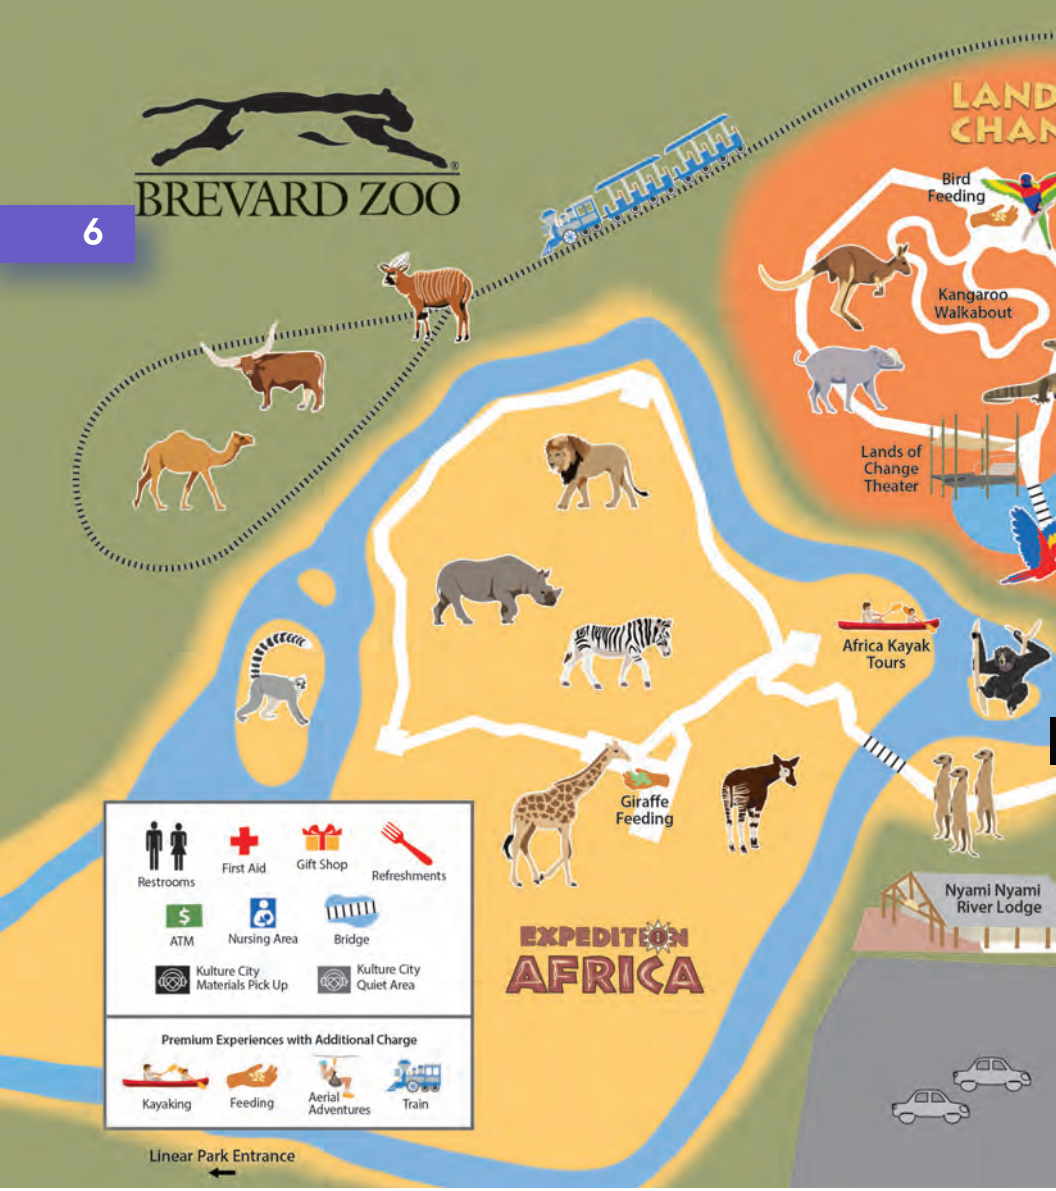 BREVARD ZOO
®
6
LAND
CHAN
Bird
Feeding
Kangaroo
Walkabout
Lands of
Change
Theater
Africa Kayak
Tours
Giraffe
Feeding
Nyami Nyami
River Lodge
EXPEDITION
AFRICA
Restrooms
First Aid
Gift Shop
Refreshments
$
ATM
Nursing Area
Bridge
Kulture City
Materials Pick Up
Kulture City
Quiet Area
Premium Experiences with Additional Charge
Kayaking
Feeding
Aerial
Adventures
Train
Linear Park Entrance